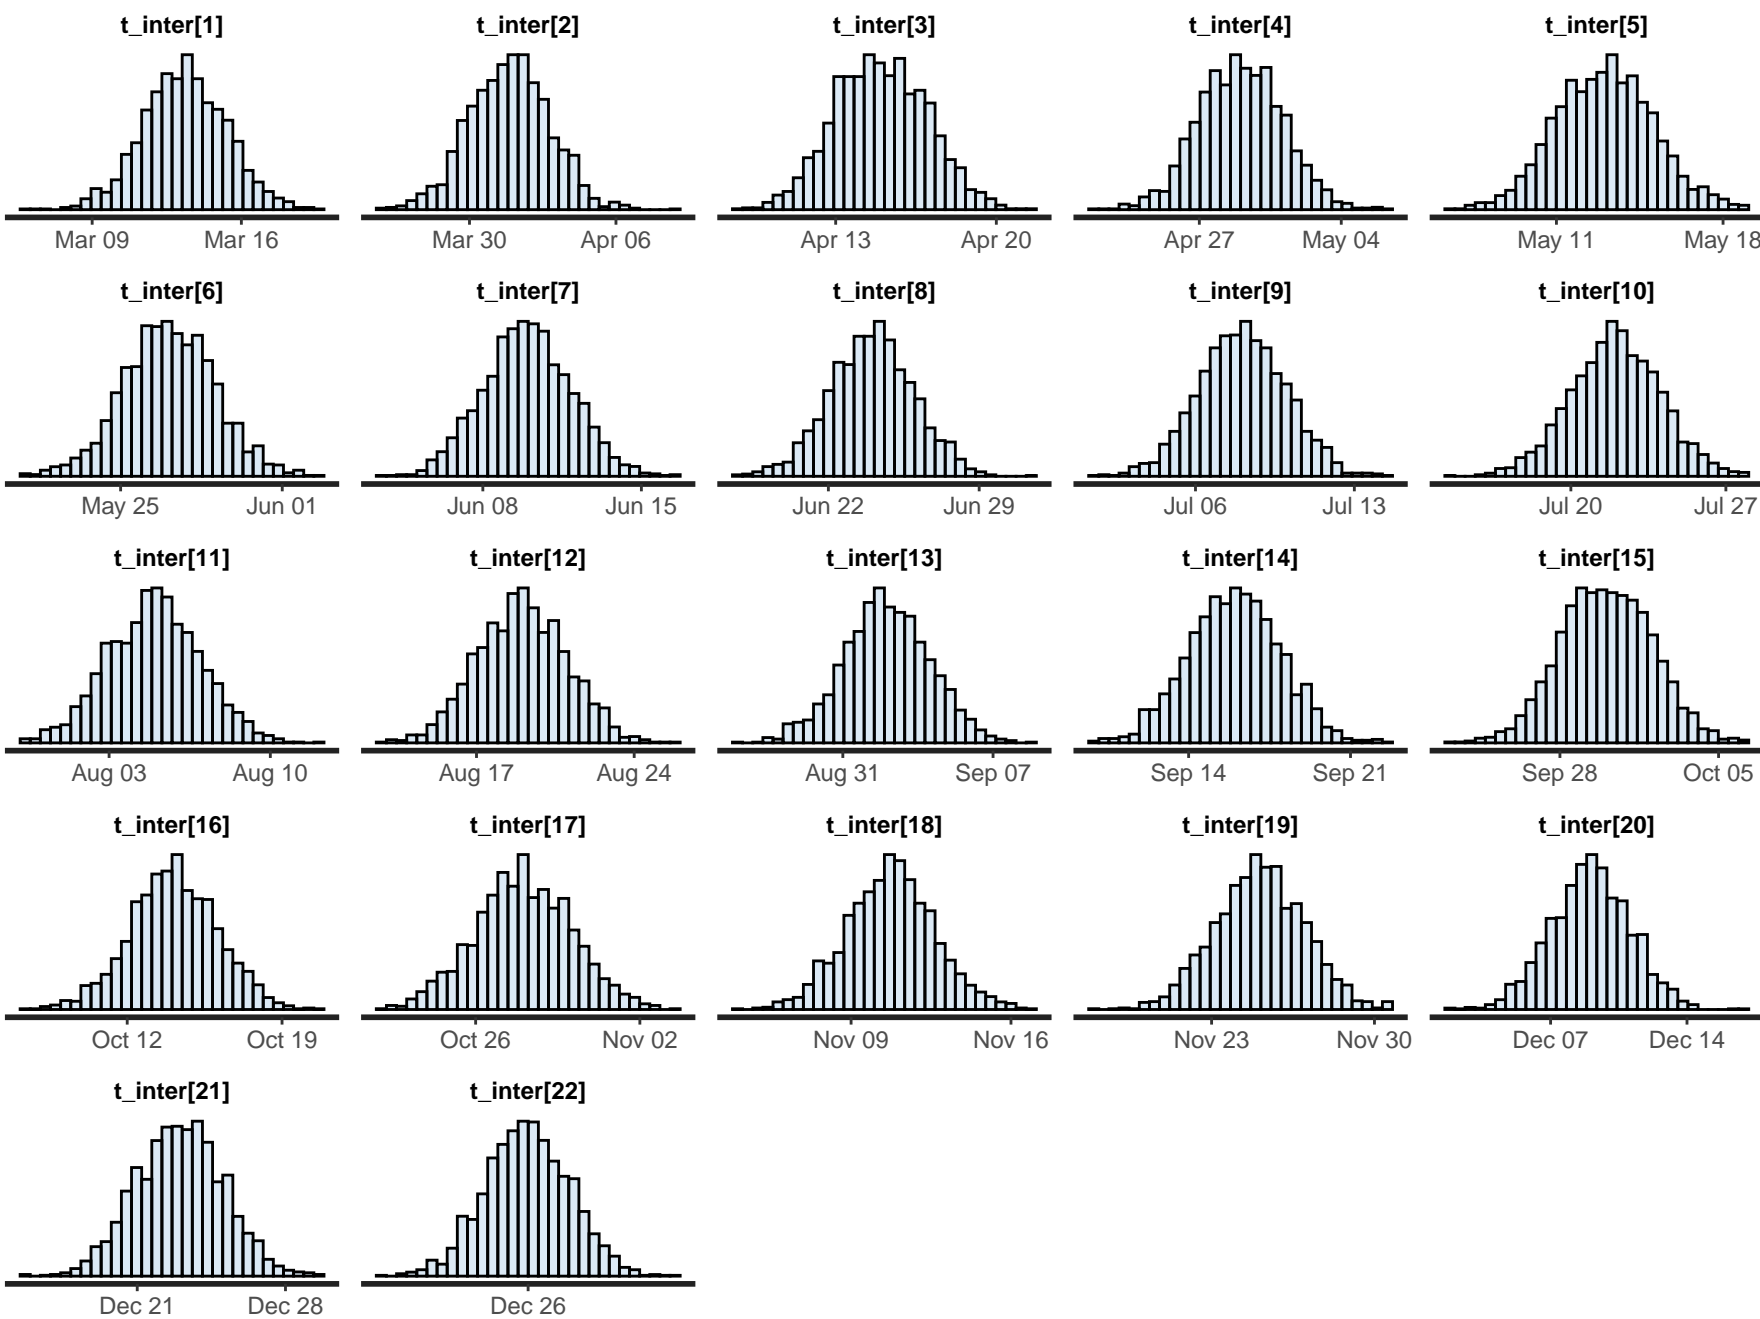 t_inter[1] t_inter[2] t_inter[3] t_inter[4] t_inter[5]
Mar 09 Mar 16 Mar 30 Apr 06 Apr 13 Apr 20 Apr 27 May 04 May 11 May 18
t_inter[6] t_inter[7] t_inter[8] t_inter[9] t_inter[10]
May 25 Jun 01 Jun 08 Jun 15 Jun 22 Jun 29 Jul 06 Jul 13 Jul 20 Jul 27
t_inter[11] t_inter[12] t_inter[13] t_inter[14] t_inter[15]
Aug 03 Aug 10 Aug 17 Aug 24 Aug 31 Sep 07 Sep 14 Sep 21 Sep 28 Oct 05
t_inter[16] t_inter[17] t_inter[18] t_inter[19] t_inter[20]
Oct 12 Oct 19 Oct 26 Nov 02 Nov 09 Nov 16 Nov 23 Nov 30 Dec 07 Dec 14
t_inter[21] t_inter[22]
Dec 21 Dec 28 Dec 26